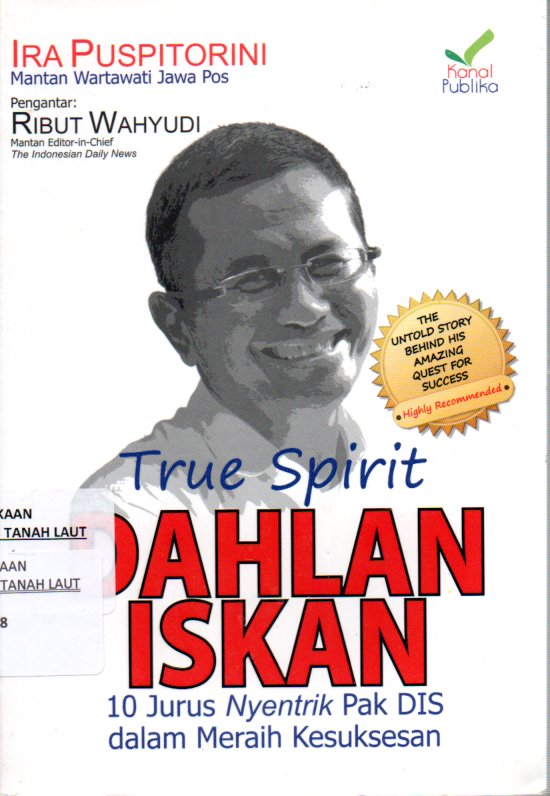 IRA PUSPITORINI
Mantan Wartawati Jawa Pos
Pengantar:
RIBUT WAHYUDI
Mantan Editor-in-Chief
The Indonesian Daily News
Kanal
Publika
THE
UNTOLD STORY
BEHIND HIS
AMAZING
QUEST FOR
SUCCESS
Highly Recommended
True Spirit
DAHLAN
ISKAN
10 Jurus Nyentrik Pak DIS
dalam Meraih Kesuksesan
KAAN
TANAH LAUT
AAN
TANAH LAUT
8